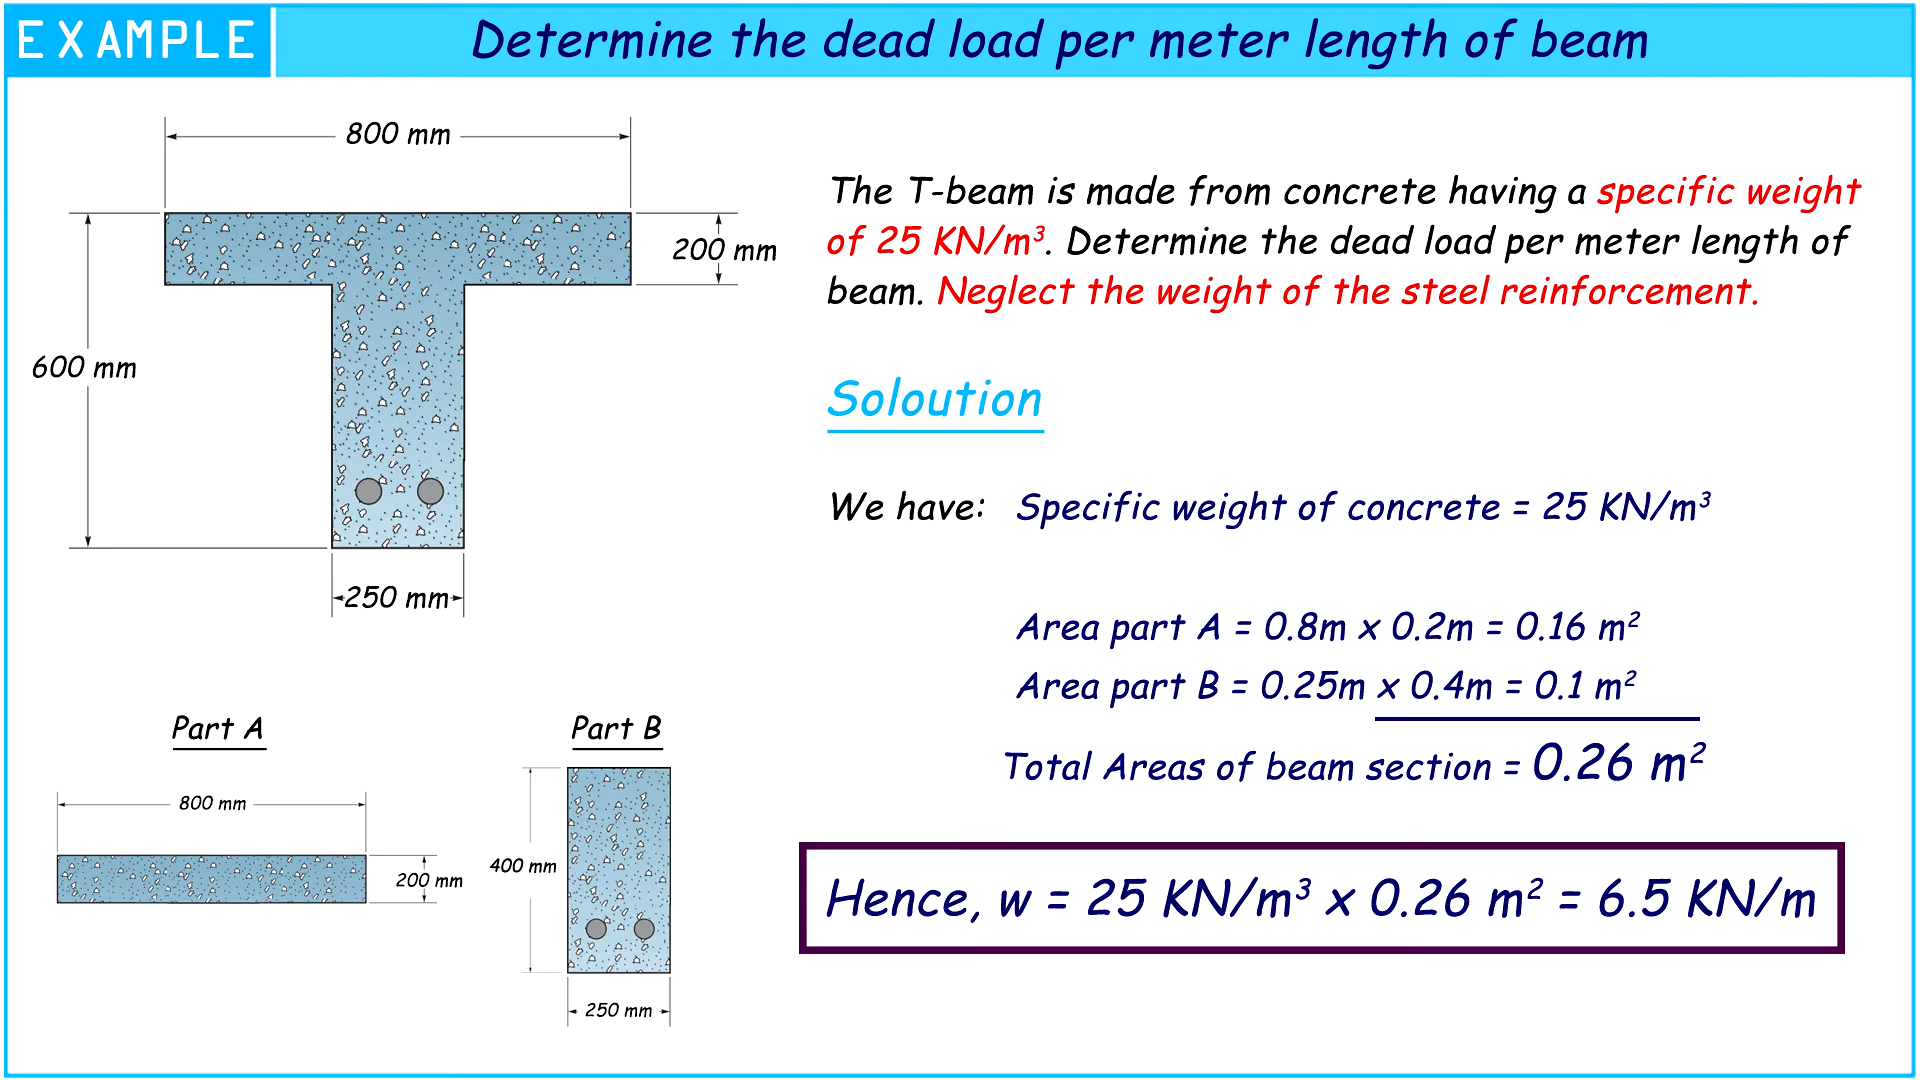 EXAMPLE
Determine the dead load per meter length of beam
800 mm
200 mm
600 mm
250 mm
The T-beam is made from concrete having a specific weight
of 25 KN/m³. Determine the dead load per meter length of
beam. Neglect the weight of the steel reinforcement.
Soloution
We have: Specific weight of concrete = 25 KN/m³
Area part A = 0.8m x 0.2m = 0.16 m²
Area part B = 0.25m x 0.4m = 0.1 m²
Total Areas of beam section = 0.26 m²
Hence, w = 25 KN/m³ x 0.26 m² = 6.5 KN/m
Part A
800 mm
200 mm
Part B
400 mm
250 mm